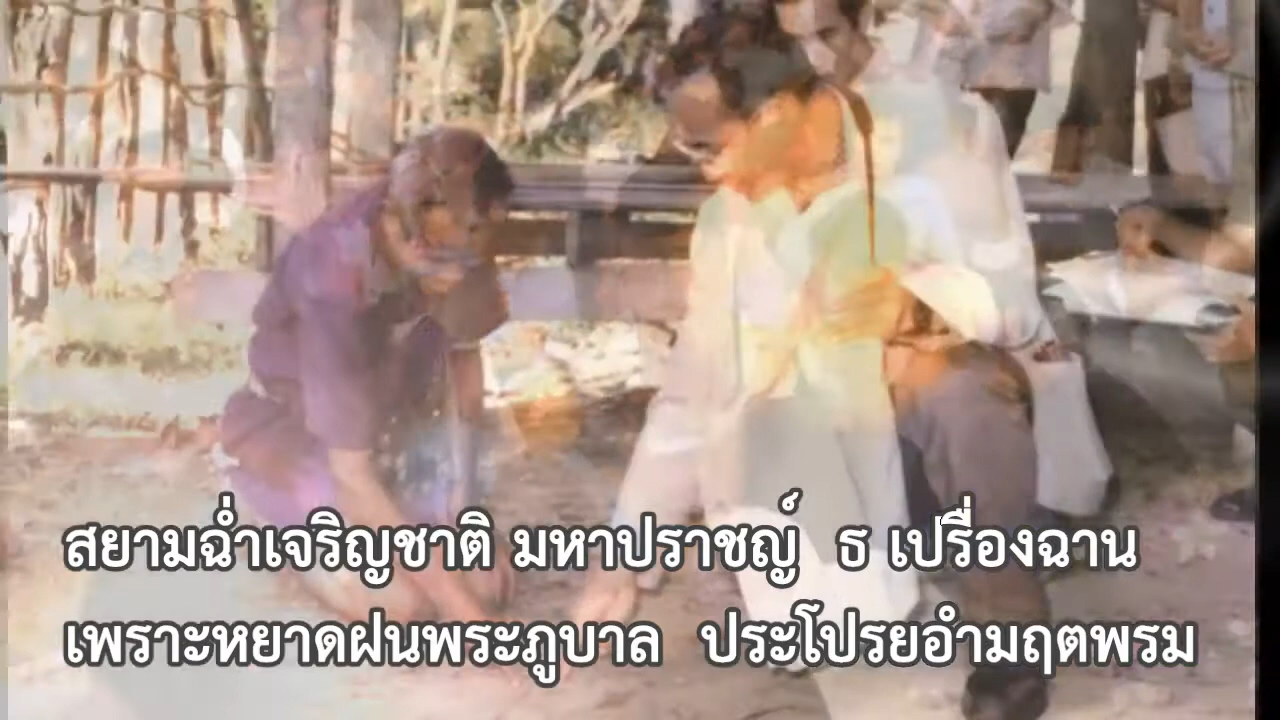 สยามฉ่ำเจริญชาติ มหาปราชญ์ ธ เปรื่องฉาน
เพราะหยาดฝนพระภูบาล ประโปรยอำมฤตพรม